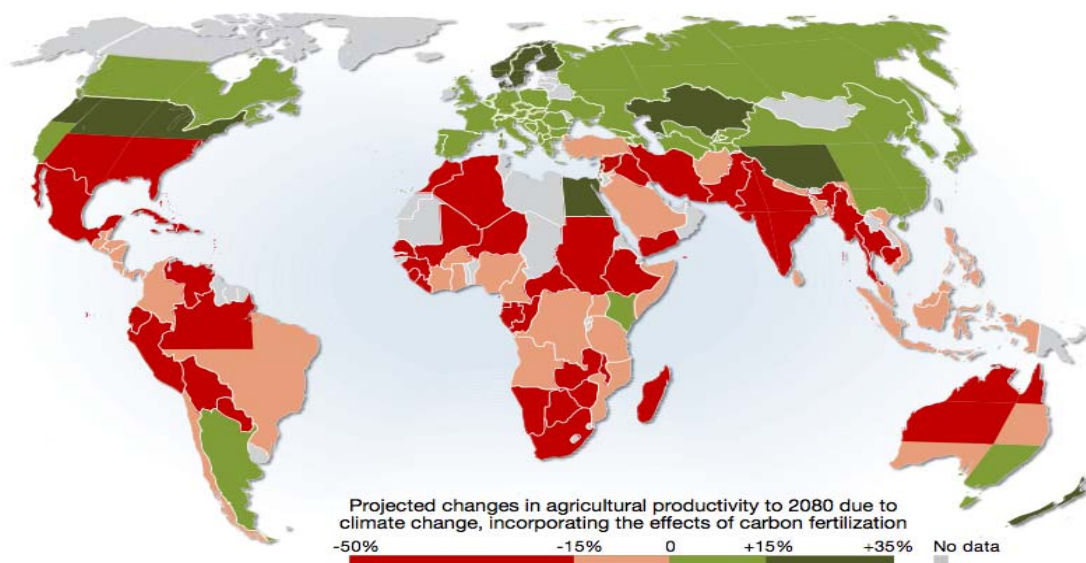 Projected changes in agricultural productivity to 2080 due to
climate change, incorporating the effects of carbon fertilization
-50% -15% 0 +15% +35% No data